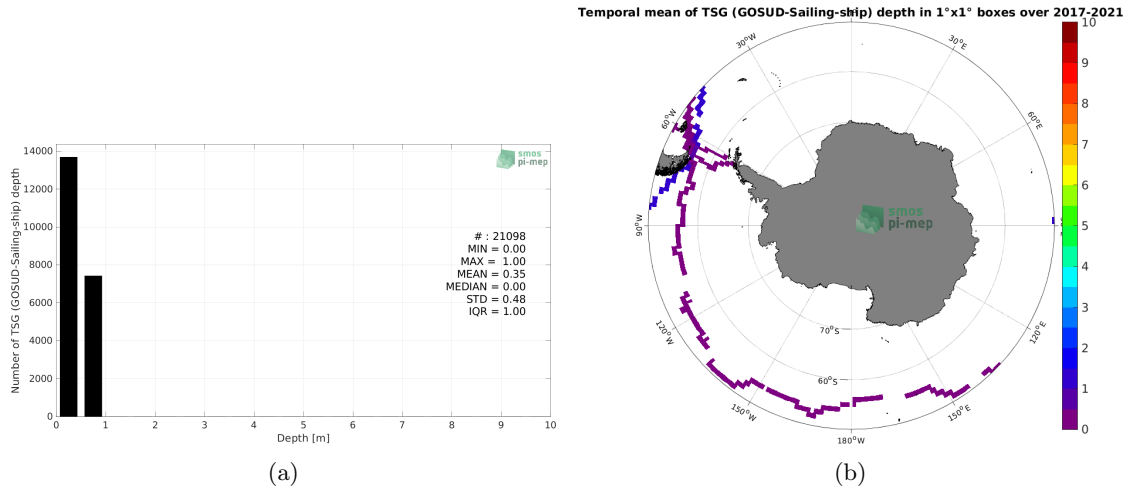 Temporal mean of TSG (GOSUD-Sailing-ship) depth in 1°x1° boxes over 2017-2021
Number of TSG (GOSUD-Sailing-ship) depth
14000
12000
10000
8000
6000
4000
2000
0
smos
pi-mep
# : 21098
MIN = 0.00
MAX = 1.00
MEAN = 0.35
MEDIAN = 0.00
STD = 0.48
IQR = 1.00
0 1 2 3 4 5 6 7 8 9 10
Depth [m]
(a)
30°W
30°E
60°W
60°E
90°W
120°W
120°E
150°W
150°E
180°W
70°S
60°S
smos
pi-mep
10
9
8
7
6
5
4
3
2
1
0
(b)